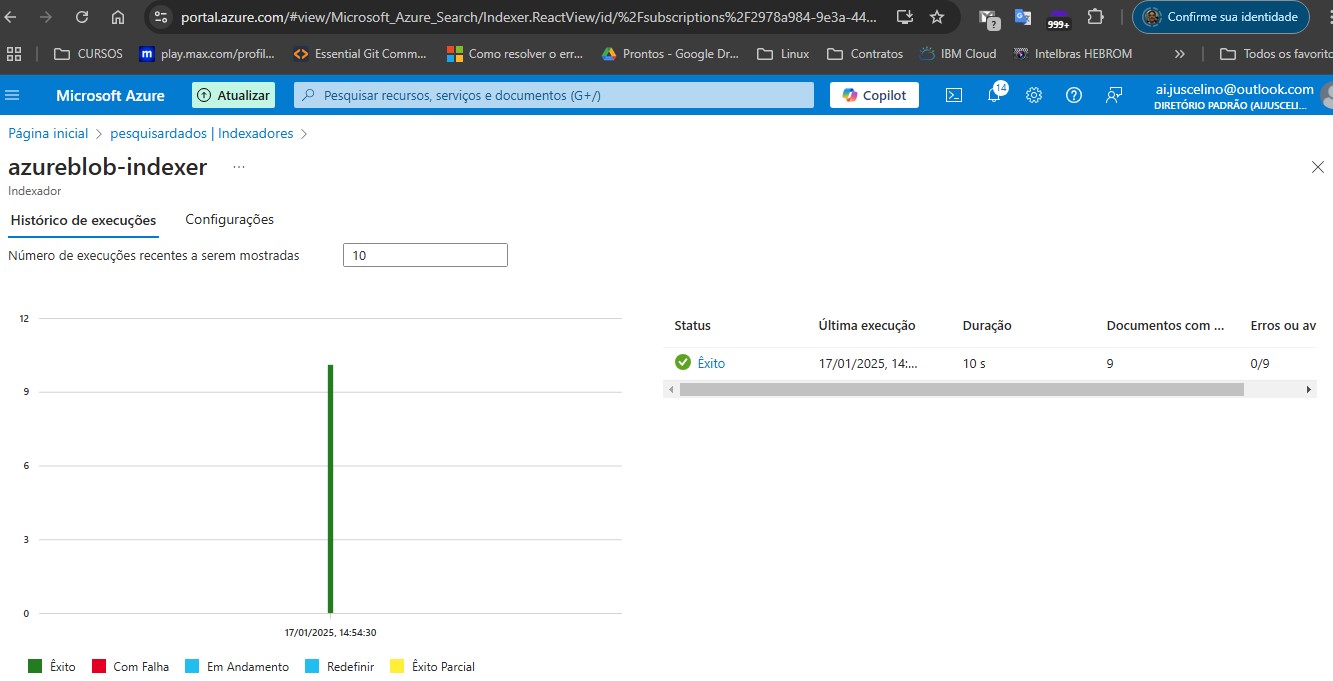 portal.azure.com/#view/Microsoft_Azure_Search/Indexer.ReactView/id/%2Fsubscriptions%2F2978a984-9e3a-44...
?
999+
Confirme sua identidade
CURSOS
m play.max.com/profil...
Essential Git Comm...
Como resolver o err...
Prontos - Google Dr...
Linux
Contratos
IBM Cloud
Intelbras HEBROM
»
Todos os favorito
Microsoft Azure
Atualizar
Pesquisar recursos, serviços e documentos (G+/)
Copilot
14
ai.juscelino@outlook.com
DIRETÓRIO PADRÃO (AIJUSCELI...
Página inicial > pesquisardados | Indexadores >
azureblob-indexer ...
Indexador
Histórico de execuções
Configurações
Número de execuções recentes a serem mostradas
10
12
9
6
3
0
17/01/2025, 14:54:30
Êxito
Com Falha
Em Andamento
Redefinir
Êxito Parcial
Status
Última execução
Duração
Documentos com ...
Erros ou av
Êxito
17/01/2025, 14:...
10 s
9
0/9